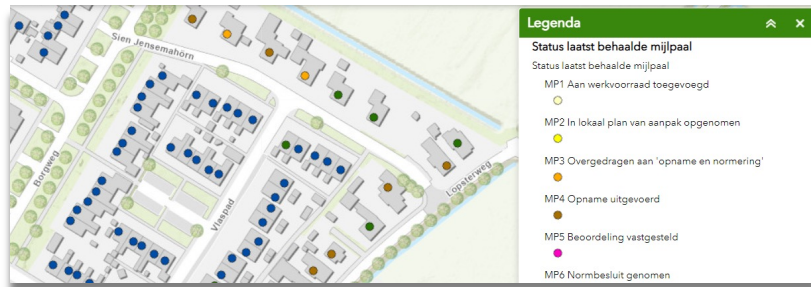 Sien Jensemahörn
Borgweg
Vlaspad
Lopsterweg
Legenda
Status laatst behaalde mijlpaal
Status laatst behaalde mijlpaal
MP1 Aan werkvoorraad toegevoegd
MP2 In lokaal plan van aanpak opgenomen
MP3 Overgedragen aan 'opname en normering'
MP4 Opname uitgevoerd
MP5 Beoordeling vastgesteld
MP6 Normbesluit genomen